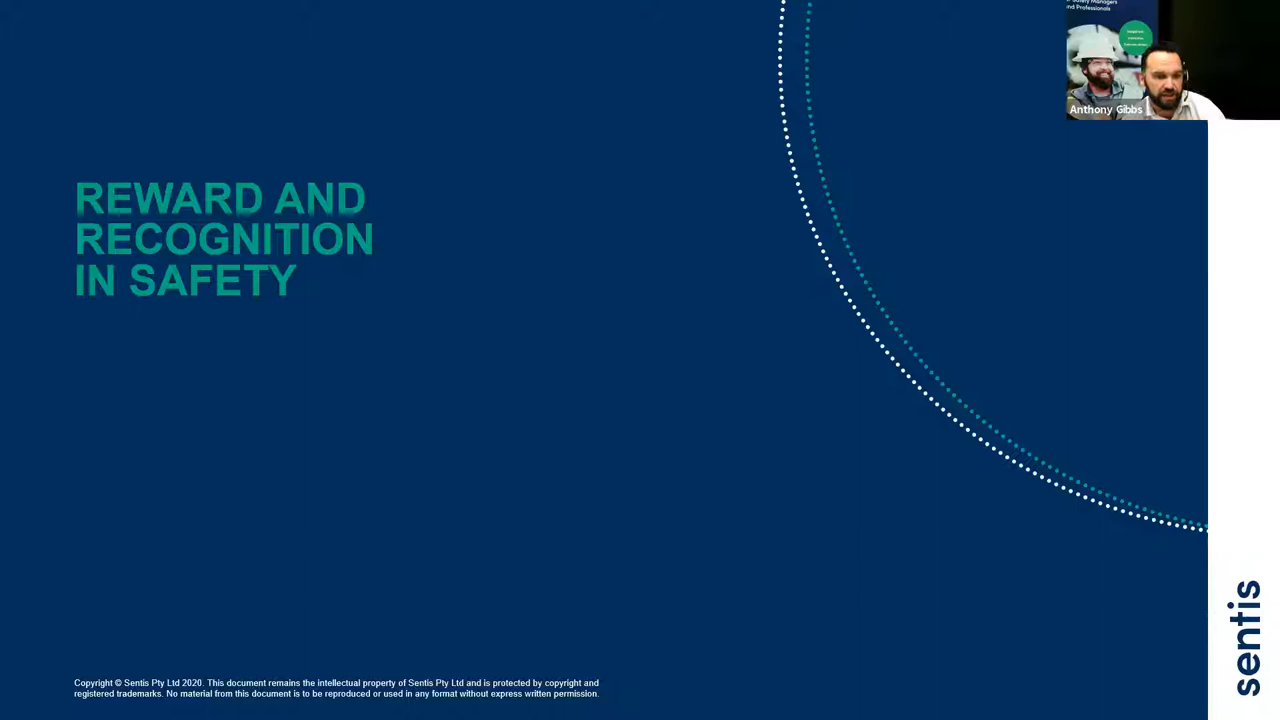 REWARD AND
RECOGNITION
IN SAFETY
and Professionals
Anthony Gibbs
sentis
Copyright © Sentis Pty Ltd 2020. This document remains the intellectual property of Sentis Pty Ltd and is protected by copyright and
registered trademarks. No material from this document is to be reproduced or used in any format without express written permission.